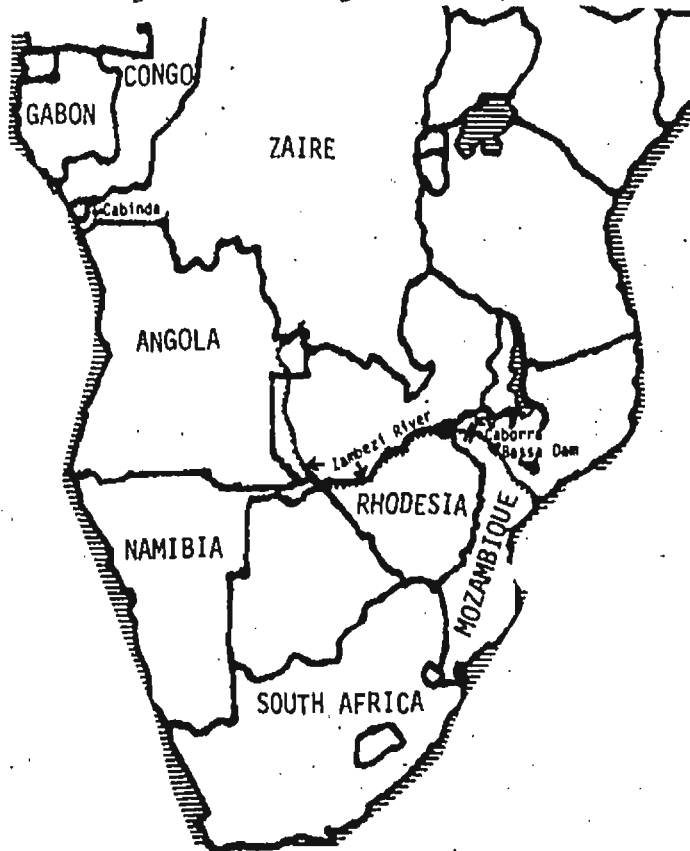 CONGO
GABON
ZAIRE
Cabinda
ANGOLA
Zambezi River
Caborra
Bassa Dam
RHODESIA
NAMIBIA
MOZAMBIQUE
SOUTH AFRICA